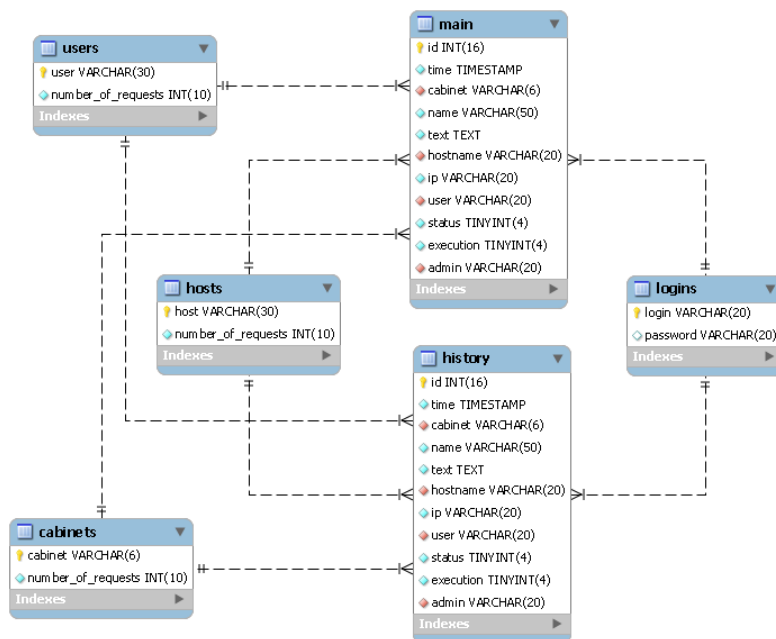 users
user VARCHAR(30)
number_of_requests INT(10)
Indexes
main
id INT(16)
time TIMESTAMP
cabinet VARCHAR(6)
name VARCHAR(50)
text TEXT
hostname VARCHAR(20)
ip VARCHAR(20)
user VARCHAR(20)
status TINYINT(4)
execution TINYINT(4)
admin VARCHAR(20)
Indexes
hosts
host VARCHAR(30)
number_of_requests INT(10)
Indexes
logins
login VARCHAR(20)
password VARCHAR(20)
Indexes
history
id INT(16)
time TIMESTAMP
cabinet VARCHAR(6)
name VARCHAR(50)
text TEXT
hostname VARCHAR(20)
ip VARCHAR(20)
user VARCHAR(20)
status TINYINT(4)
execution TINYINT(4)
admin VARCHAR(20)
Indexes
cabinets
cabinet VARCHAR(6)
number_of_requests INT(10)
Indexes